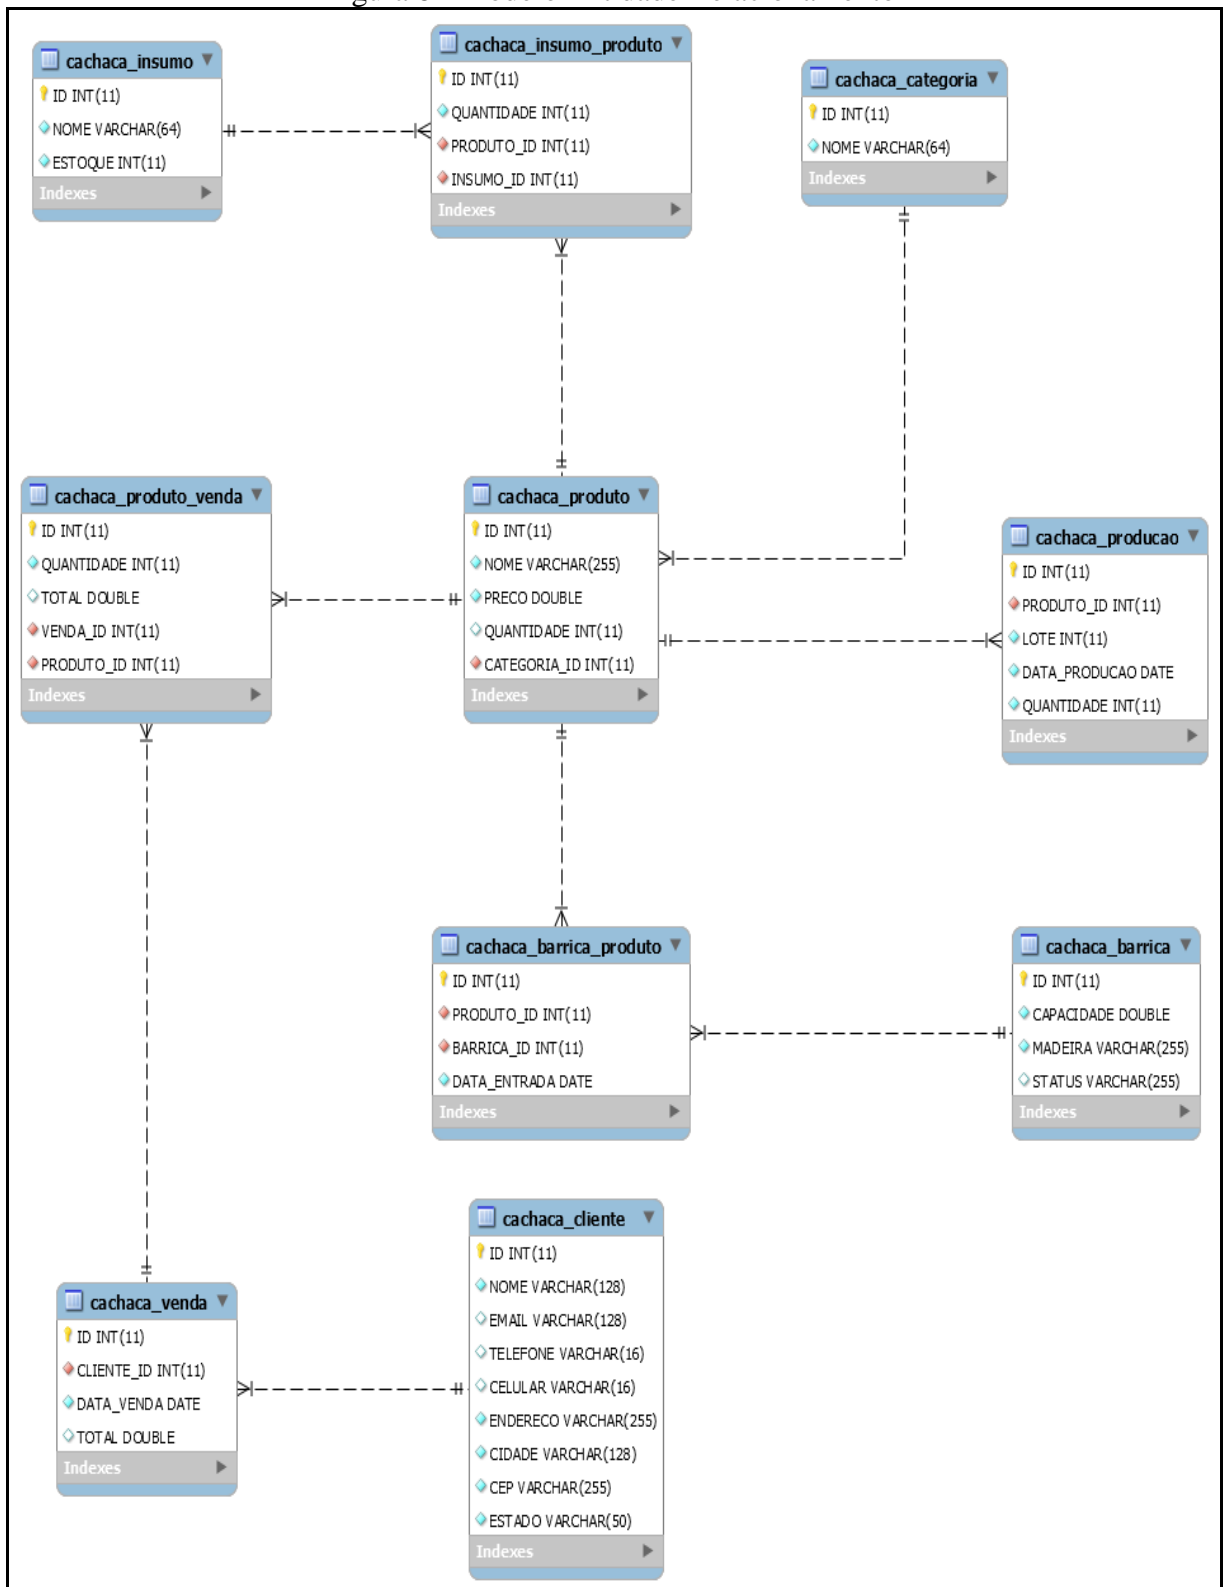 cachaca_insumo
ID INT(11)
NOME VARCHAR(64)
ESTOQUE INT(11)
Indexes
cachaca_insumo_produto
ID INT(11)
QUANTIDADE INT(11)
PRODUTO_ID INT(11)
INSUMO_ID INT(11)
Indexes
cachaca_categoria
ID INT(11)
NOME VARCHAR(64)
Indexes
cachaca_produto_venda
ID INT(11)
QUANTIDADE INT(11)
TOTAL DOUBLE
VENDA_ID INT(11)
PRODUTO_ID INT(11)
Indexes
cachaca_produto
ID INT(11)
NOME VARCHAR(255)
PRECO DOUBLE
QUANTIDADE INT(11)
CATEGORIA_ID INT(11)
Indexes
cachaca_producao
ID INT(11)
PRODUTO_ID INT(11)
LOTE INT(11)
DATA_PRODUCAO DATE
QUANTIDADE INT(11)
Indexes
cachaca_barrica_produto
ID INT(11)
PRODUTO_ID INT(11)
BARRICA_ID INT(11)
DATA_ENTRADA DATE
Indexes
cachaca_barrica
ID INT(11)
CAPACIDADE DOUBLE
MADEIRA VARCHAR(255)
STATUS VARCHAR(255)
Indexes
cachaca_venda
ID INT(11)
CLIENTE_ID INT(11)
DATA_VENDA DATE
TOTAL DOUBLE
Indexes
cachaca_cliente
ID INT(11)
NOME VARCHAR(128)
EMAIL VARCHAR(128)
TELEFONE VARCHAR(16)
CELULAR VARCHAR(16)
ENDERECO VARCHAR(255)
CIDADE VARCHAR(128)
CEP VARCHAR(255)
ESTADO VARCHAR(50)
Indexes